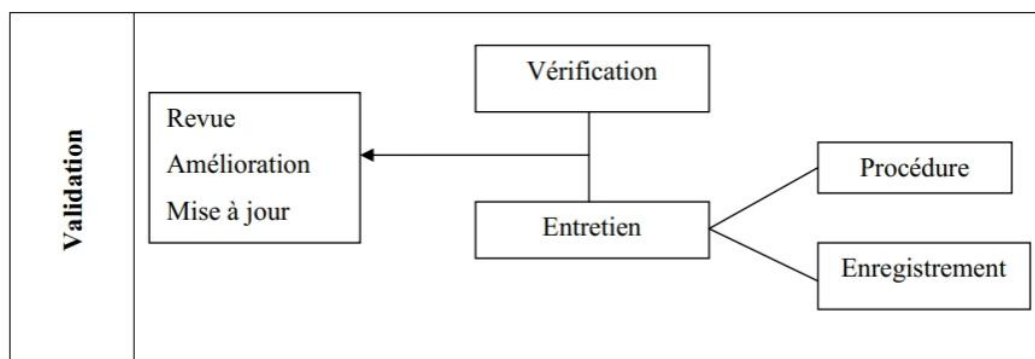 Validation
Revue
Amélioration
Mise à jour
Vérification
Entretien
Procédure
Enregistrement